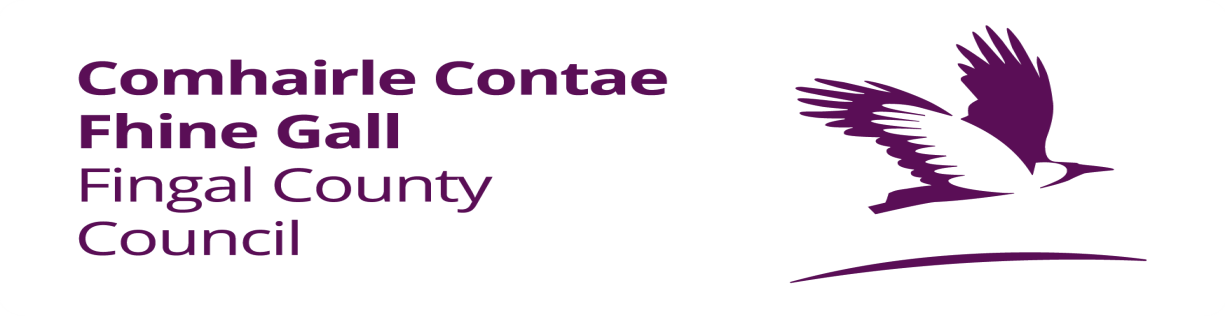 Comhairle Contae
Fhine Gall
Fingal County
Council